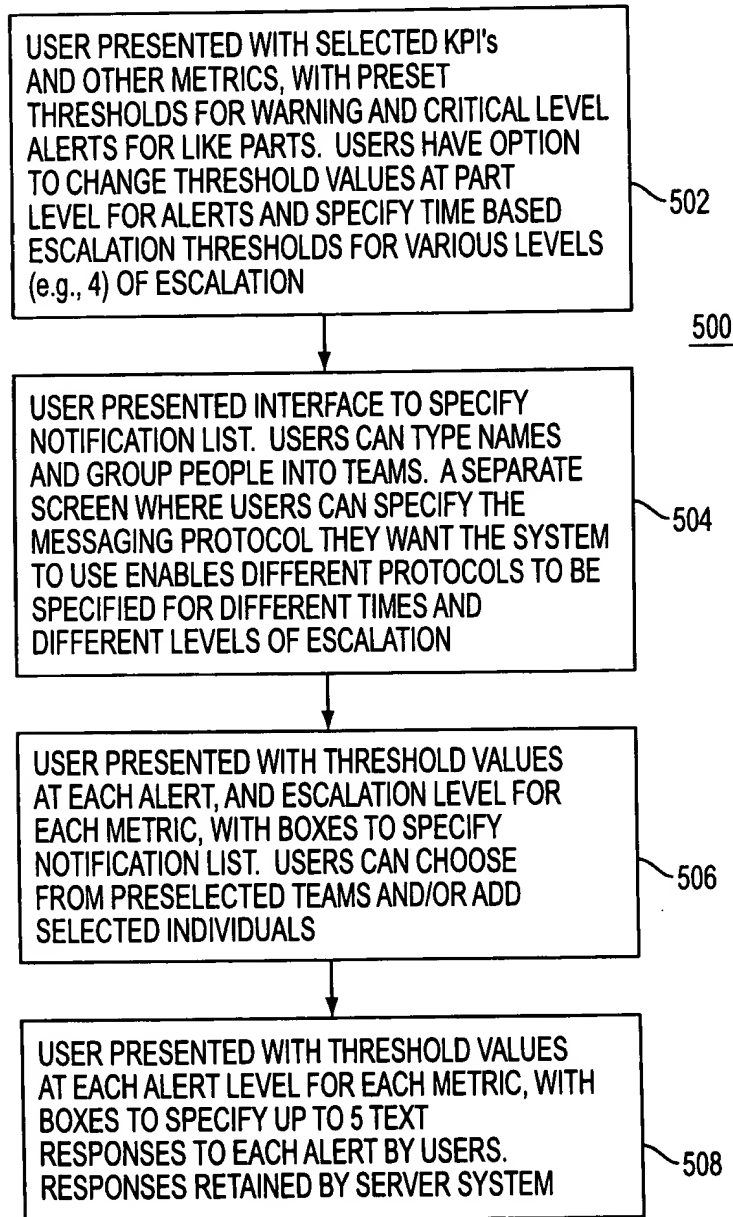 USER PRESENTED WITH SELECTED KPI's
AND OTHER METRICS, WITH PRESET
THRESHOLDS FOR WARNING AND CRITICAL LEVEL
ALERTS FOR LIKE PARTS. USERS HAVE OPTION
TO CHANGE THRESHOLD VALUES AT PART
LEVEL FOR ALERTS AND SPECIFY TIME BASED
ESCALATION THRESHOLDS FOR VARIOUS LEVELS
(e.g., 4) OF ESCALATION
502
500
USER PRESENTED INTERFACE TO SPECIFY
NOTIFICATION LIST. USERS CAN TYPE NAMES
AND GROUP PEOPLE INTO TEAMS. A SEPARATE
SCREEN WHERE USERS CAN SPECIFY THE
MESSAGING PROTOCOL THEY WANT THE SYSTEM
TO USE ENABLES DIFFERENT PROTOCOLS TO BE
SPECIFIED FOR DIFFERENT TIMES AND
DIFFERENT LEVELS OF ESCALATION
504
USER PRESENTED WITH THRESHOLD VALUES
AT EACH ALERT, AND ESCALATION LEVEL FOR
EACH METRIC, WITH BOXES TO SPECIFY
NOTIFICATION LIST. USERS CAN CHOOSE
FROM PRESELECTED TEAMS AND/OR ADD
SELECTED INDIVIDUALS
506
USER PRESENTED WITH THRESHOLD VALUES
AT EACH ALERT LEVEL FOR EACH METRIC, WITH
BOXES TO SPECIFY UP TO 5 TEXT
RESPONSES TO EACH ALERT BY USERS.
RESPONSES RETAINED BY SERVER SYSTEM
508